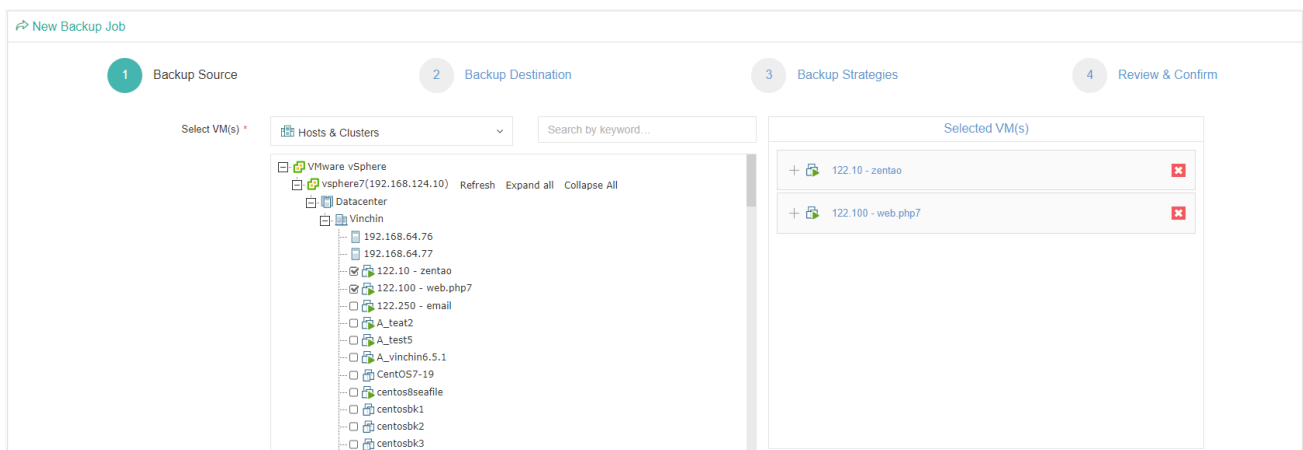 New Backup Job
1 Backup Source 2 Backup Destination 3 Backup Strategies 4 Review & Confirm
Select VM(s) * Hosts & Clusters Search by keyword... Selected VM(s)
VMware vSphere
vsphere7(192.168.124.10) Refresh Expand all Collapse All
Datacenter
Vinchin
192.168.64.76
192.168.64.77
122.10 - zentao
122.100 - web.php7
122.250 - email
A_teat2
A_test5
A_vinchin6.5.1
CentOS7-19
centos8seafile
centosbk1
centosbk2
centosbk3
122.10 - zentao
122.100 - web.php7